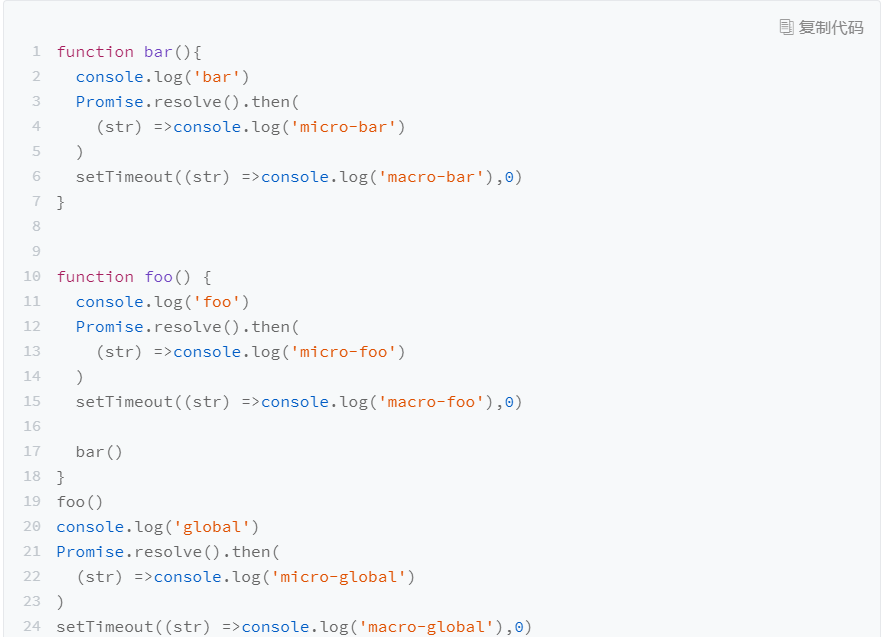 复制代码
1 function bar(){
2   console.log('bar')
3   Promise.resolve().then(
4     (str) =>console.log('micro-bar')
5   )
6   setTimeout((str) =>console.log('macro-bar'),0)
7 }
8
9
10 function foo() {
11   console.log('foo')
12   Promise.resolve().then(
13     (str) =>console.log('micro-foo')
14   )
15   setTimeout((str) =>console.log('macro-foo'),0)
16
17   bar()
18 }
19 foo()
20 console.log('global')
21 Promise.resolve().then(
22   (str) =>console.log('micro-global')
23 )
24 setTimeout((str) =>console.log('macro-global'),0)